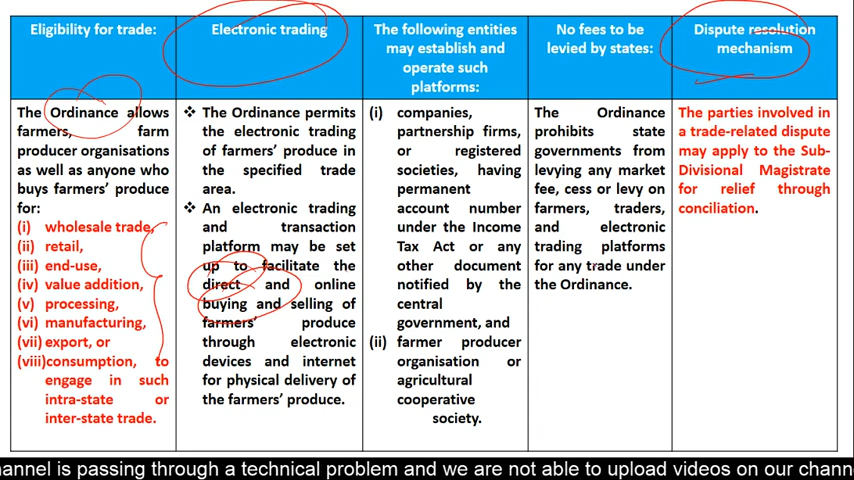 Eligibility for trade:
Electronic trading
The following entities
may establish and
operate such
platforms:
No fees to be
levied by states:
Dispute resolution
mechanism
The Ordinance allows
farmers, farm
producer organisations
as well as anyone who
buys farmers' produce
for:
(i) wholesale trade,
(ii) retail,
(iii) end-use,
(iv) value addition,
(v) processing,
(vi) manufacturing,
(vii) export, or
(viii)consumption, to
engage in such
intra-state or
inter-state trade.
❖ The Ordinance permits
the electronic trading
of farmers' produce in
the specified trade
area.
❖ An electronic trading
and transaction
platform may be set
up to facilitate the
direct and online
buying and selling of
farmers' produce
through electronic
devices and internet
for physical delivery of
the farmers' produce.
(i) companies,
partnership firms,
or registered
societies, having
permanent
account number
under the Income
Tax Act or any
other document
notified by the
central
government, and
(ii) farmer producer
organisation or
agricultural
cooperative
society.
The Ordinance
prohibits state
governments from
levying any market
fee, cess or levy on
farmers, traders,
and electronic
trading platforms
for any trade under
the Ordinance.
The parties involved in
a trade-related dispute
may apply to the Sub-
Divisional Magistrate
for relief through
conciliation.
hannel is passing through a technical problem and we are not able to upload videos on our chann